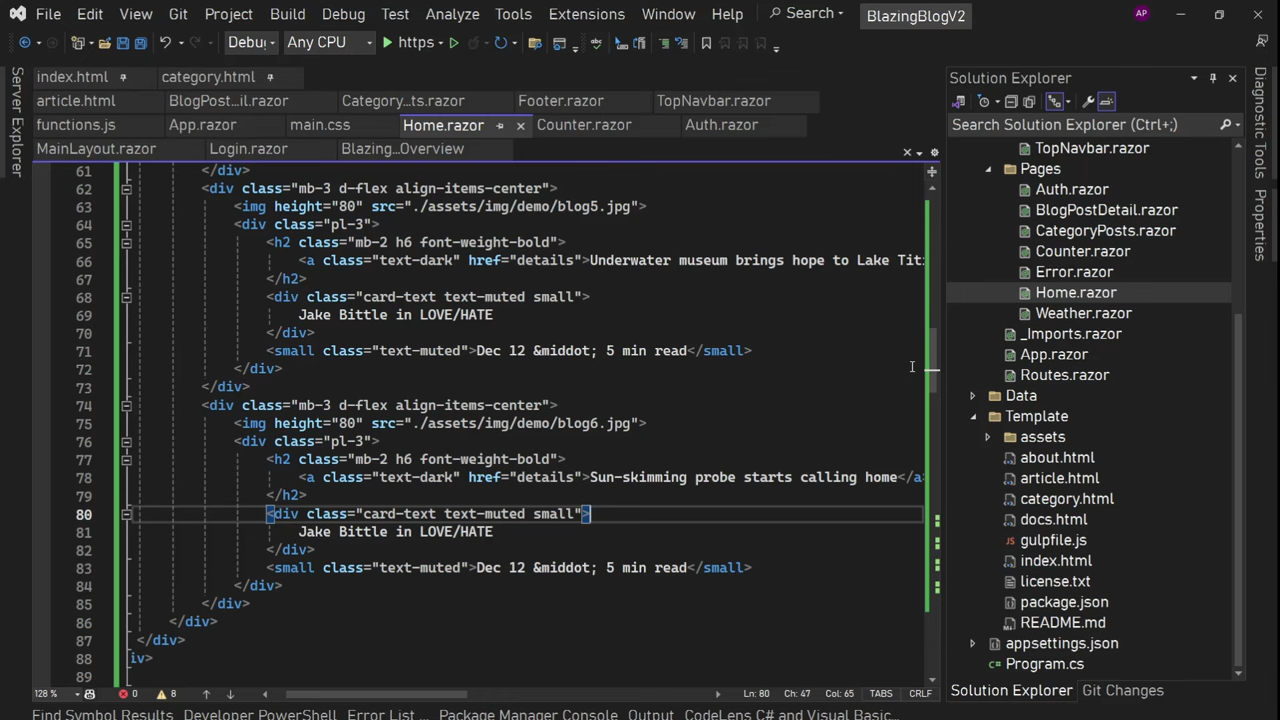 File Edit View Git Project Build Debug Test Analyze Tools Extensions Window Help Search BlazingBlogV2 AP
Debu Any CPU https
index.html category.html
article.html BlogPost...il.razor Category...ts.razor Footer.razor TopNavbar.razor
functions.js App.razor main.css Home.razor Counter.razor Auth.razor
MainLayout.razor Login.razor Blazing...Overview
Server Explorer
61 </div>
62 <div class="mb-3 d-flex align-items-center">
63 <img height="80" src="./assets/img/demo/blog5.jpg">
64 <div class="pl-3">
65 <h2 class="mb-2 h6 font-weight-bold">
66 <a class="text-dark" href="details">Underwater museum brings hope to Lake Tit
67 </h2>
68 <div class="card-text text-muted small">
69 Jake Bittle in LOVE/HATE
70 </div>
71 <small class="text-muted">Dec 12 &middot; 5 min read</small>
72 </div>
73 </div>
74 <div class="mb-3 d-flex align-items-center">
75 <img height="80" src="./assets/img/demo/blog6.jpg">
76 <div class="pl-3">
77 <h2 class="mb-2 h6 font-weight-bold">
78 <a class="text-dark" href="details">Sun-skimming probe starts calling home</a
79 </h2>
80 <div class="card-text text-muted small">
81 Jake Bittle in LOVE/HATE
82 </div>
83 <small class="text-muted">Dec 12 &middot; 5 min read</small>
84 </div>
85 </div>
86 </div>
87 </div>
88 iv>
89
128 % 0 8 Ln: 80 Ch: 47 Col: 65 TABS CRLF
Find Symbol Results Developer PowerShell Error List ... Package Manager Console Output CodeLens C# and Visual Basic...
Solution Explorer
Search Solution Explorer (Ctrl+;)
TopNavbar.razor
Pages
Auth.razor
BlogPostDetail.razor
CategoryPosts.razor
Counter.razor
Error.razor
Home.razor
Weather.razor
_Imports.razor
App.razor
Routes.razor
Data
Template
assets
about.html
article.html
category.html
docs.html
gulpfile.js
index.html
license.txt
package.json
README.md
appsettings.json
Program.cs
Solution Explorer Git Changes
Diagnostic Tools
Properties